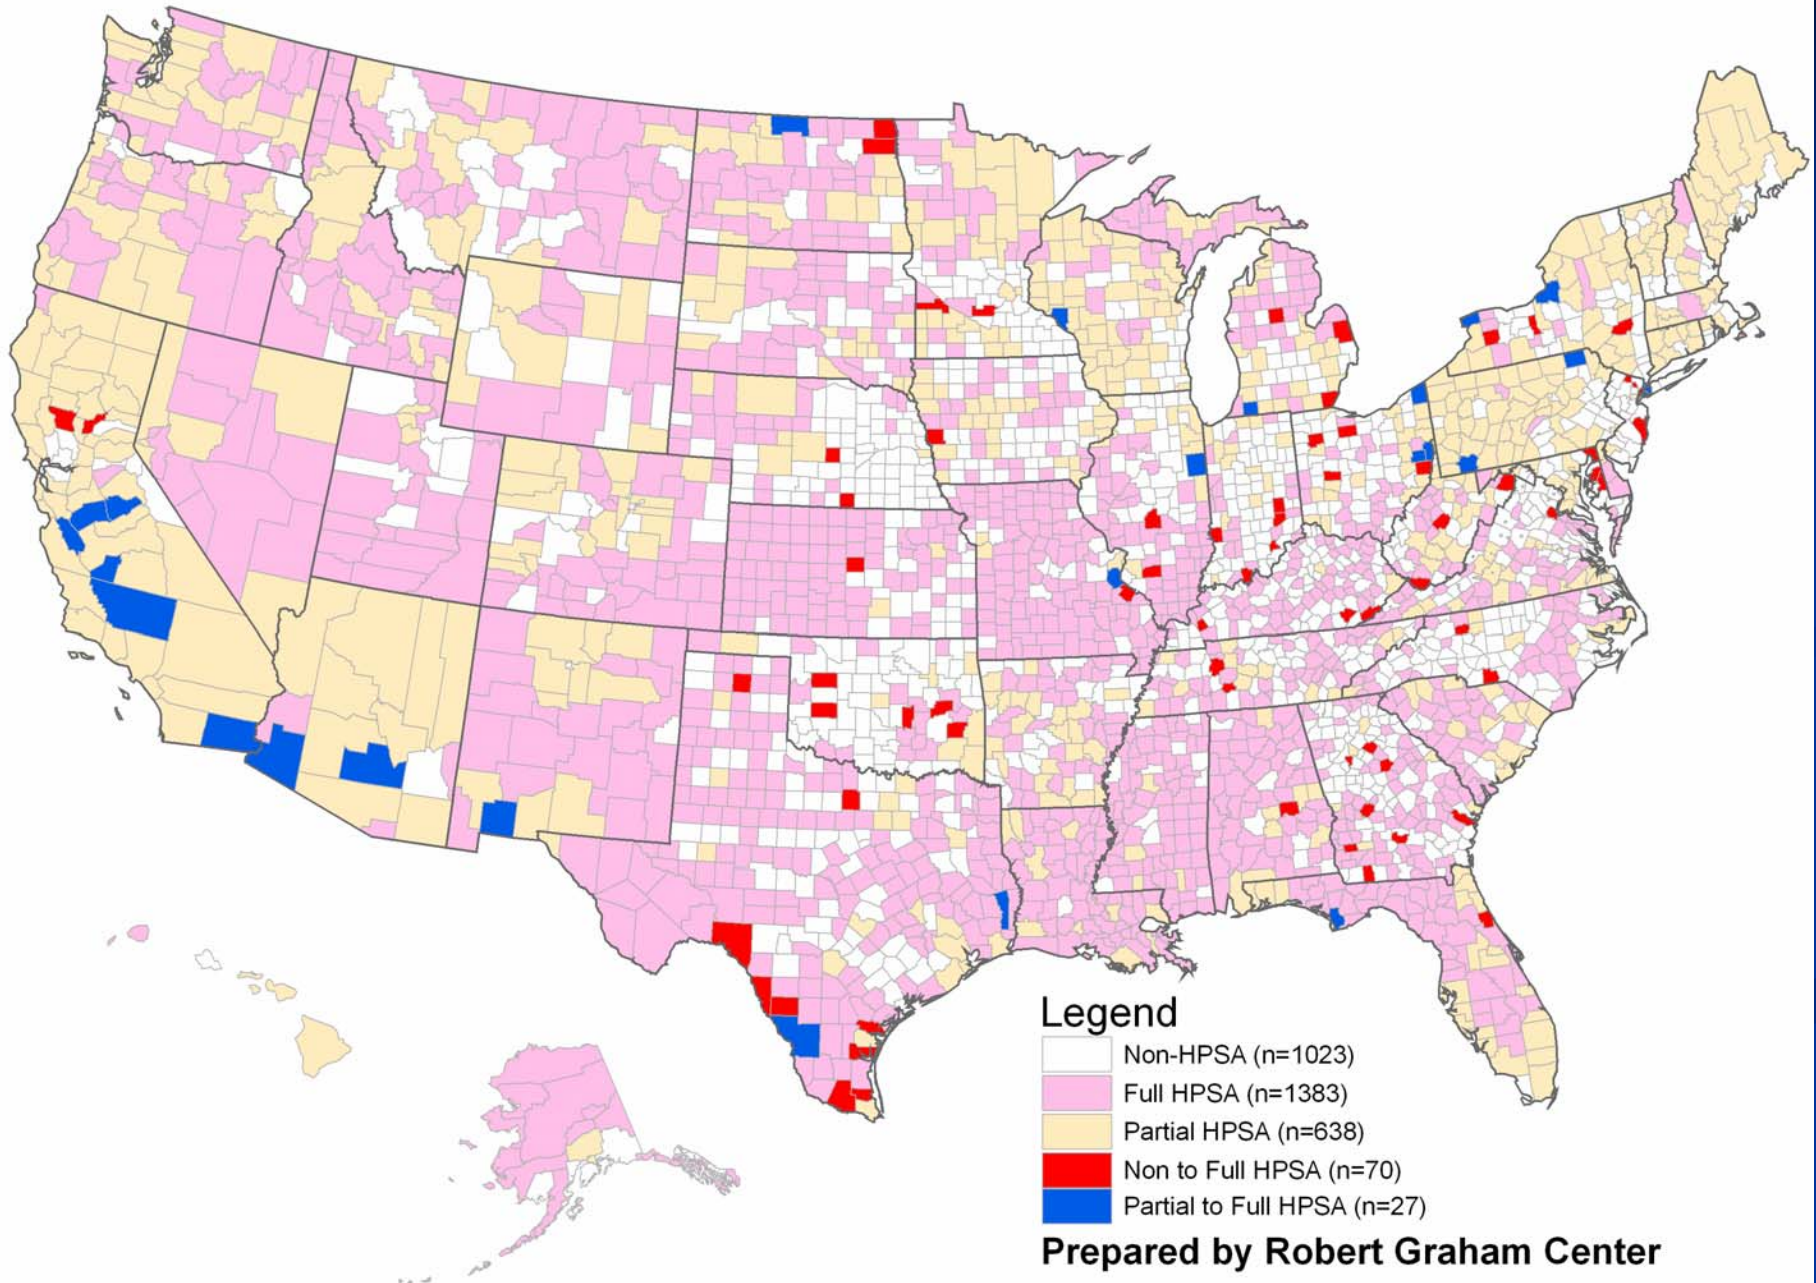 Legend
Non-HPSA (n=1023)
Full HPSA (n=1383)
Partial HPSA (n=638)
Non to Full HPSA (n=70)
Partial to Full HPSA (n=27)
Prepared by Robert Graham Center